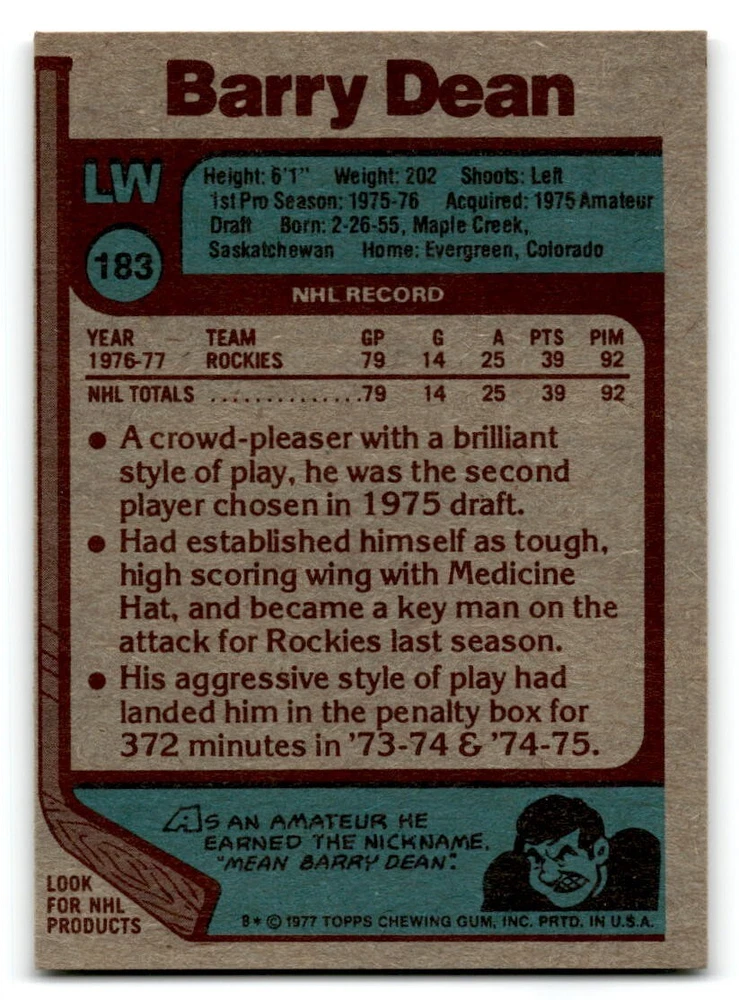 Barry Dean
LW
183
Height: 6'1" Weight: 202 Shoots: Left
1st Pro Season: 1975-76 Acquired: 1975 Amateur
Draft Born: 2-26-55, Maple Creek,
Saskatchewan Home: Evergreen, Colorado
NHL RECORD
YEAR TEAM GP G A PTS PIM
1976-77 ROCKIES 79 14 25 39 92
NHL TOTALS ..............79 14 25 39 92
• A crowd-pleaser with a brilliant
style of play, he was the second
player chosen in 1975 draft.
• Had established himself as tough,
high scoring wing with Medicine
Hat, and became a key man on the
attack for Rockies last season.
• His aggressive style of play had
landed him in the penalty box for
372 minutes in '73-74 & '74-75.
AS AN AMATEUR HE
EARNED THE NICKNAME,
"MEAN BARRY DEAN".
LOOK
FOR NHL
PRODUCTS
8* © 1977 TOPPS CHEWING GUM, INC. PRTD. IN U.S.A.